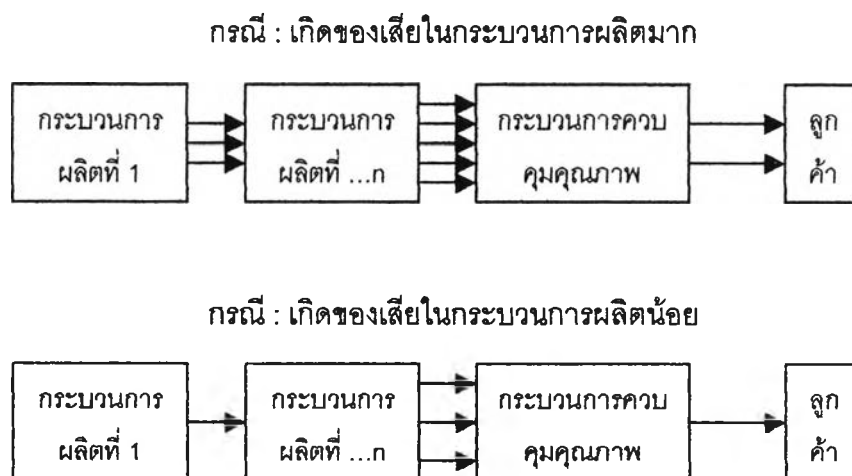 กรณี : เกิดของเสียในกระบวนการผลิตมาก
กระบวนการ
ผลิตที่ 1
กระบวนการ
ผลิตที่ ...n
กระบวนการควบ
คุมคุณภาพ
ลูก
ค้า
กรณี : เกิดของเสียในกระบวนการผลิตน้อย
กระบวนการ
ผลิตที่ 1
กระบวนการ
ผลิตที่ ...n
กระบวนการควบ
คุมคุณภาพ
ลูก
ค้า